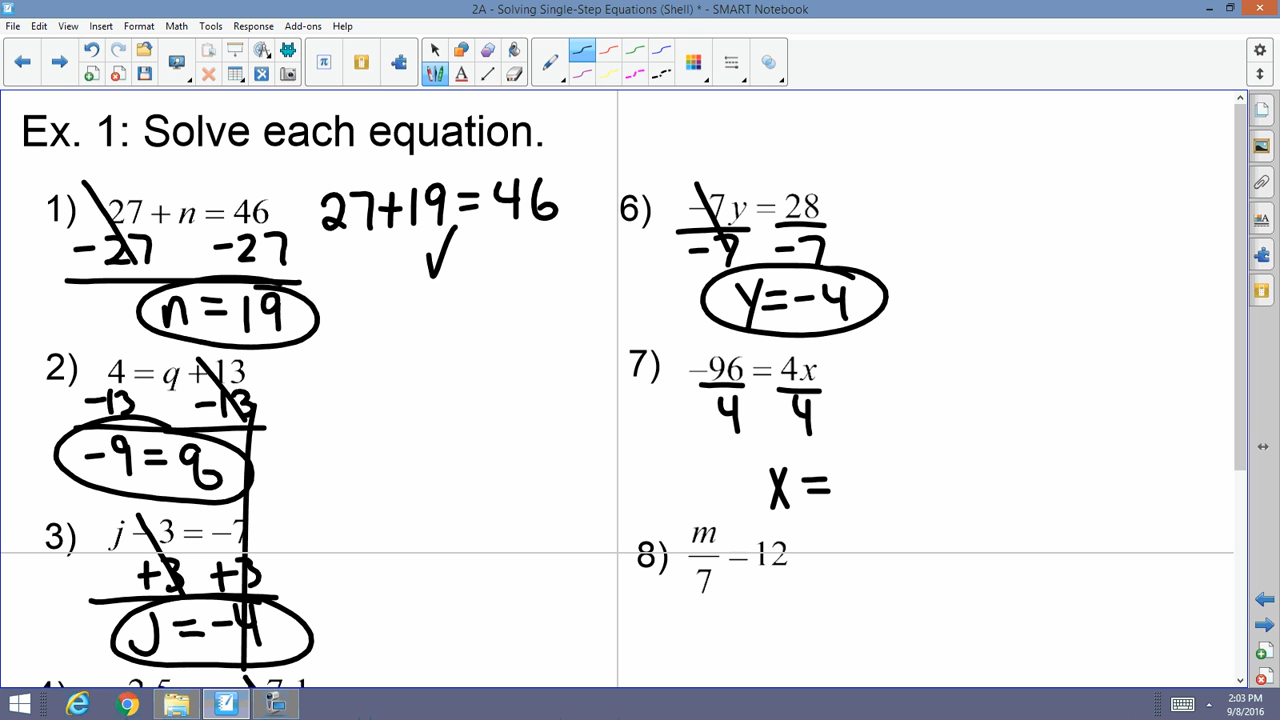 2A - Solving Single-Step Equations (Shell) * - SMART Notebook
File Edit View Insert Format Math Tools Response Add-ons Help
Ex. 1: Solve each equation.
1) 27 + n = 46
-27 -27
n = 19
27+19=46 ✓
2) 4 = q + 13
-13 -13
-9 = q
3) j - 3 = -7
+3 +3
j = -4
6) -7y = 28
-7 -7
y = -4
7) -96 = 4x
4 4
x =
8) m/7 - 12
2:03 PM
9/8/2016